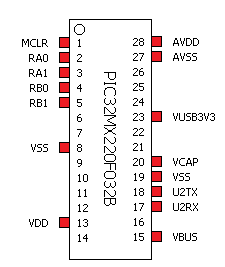 MCLR 1 28 AVDD
RA0 2 27 AVSS
RA1 3 26
RB0 4 25
RB1 5 24
6 23 VUSB3V3
7 22
VSS 8 21
9 20 VCAP
10 19 VSS
11 18 U2TX
12 17 U2RX
VDD 13 16
14 15 VBUS
PIC32MX220F032B